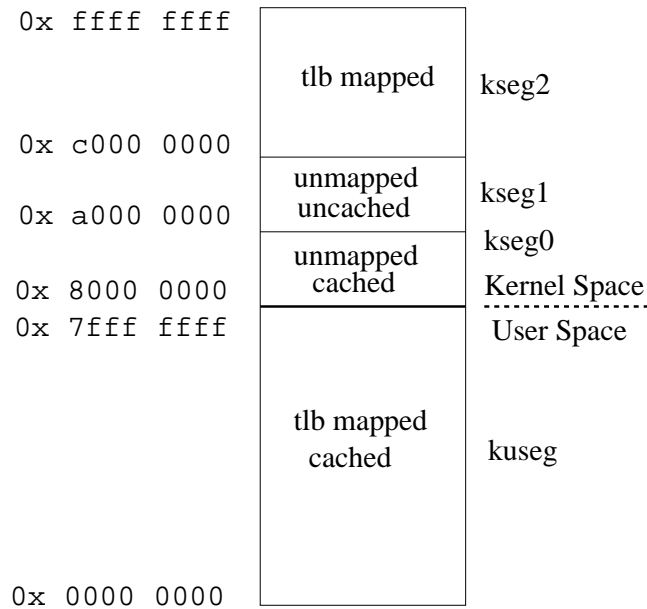 0x ffff ffff
tlb mapped
kseg2
0x c000 0000
unmapped
uncached
kseg1
0x a000 0000
kseg0
unmapped
cached
0x 8000 0000
Kernel Space
0x 7fff ffff
User Space
tlb mapped
cached
kuseg
0x 0000 0000